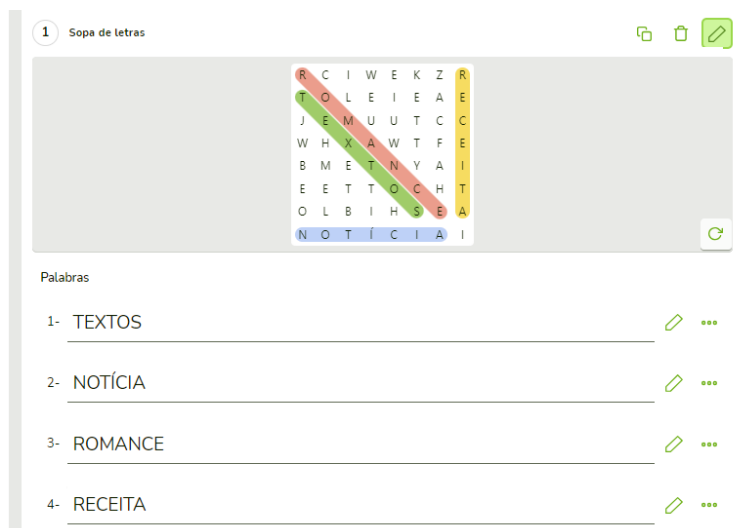 1 Sopa de letras
R C I W E K Z R
T O L E I E A E
J E M U U T C C
W H X A W T F E
B M E T N Y A I
E E T T O C H T
O L B I H S E A
N O T Í C I A I
Palabras
1- TEXTOS
2- NOTÍCIA
3- ROMANCE
4- RECEITA